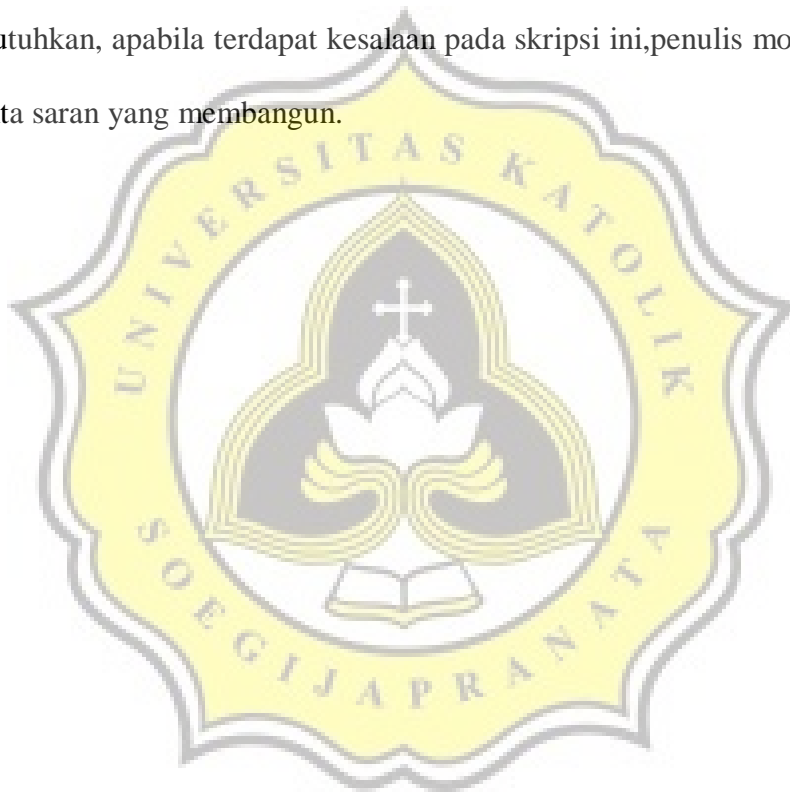 utuhkan, apabila terdapat kesalaan pada skripsi ini,penulis mo
ta saran yang membangun.
UNIVERSITAS KATOLIK
SOEGIJAPRANATA